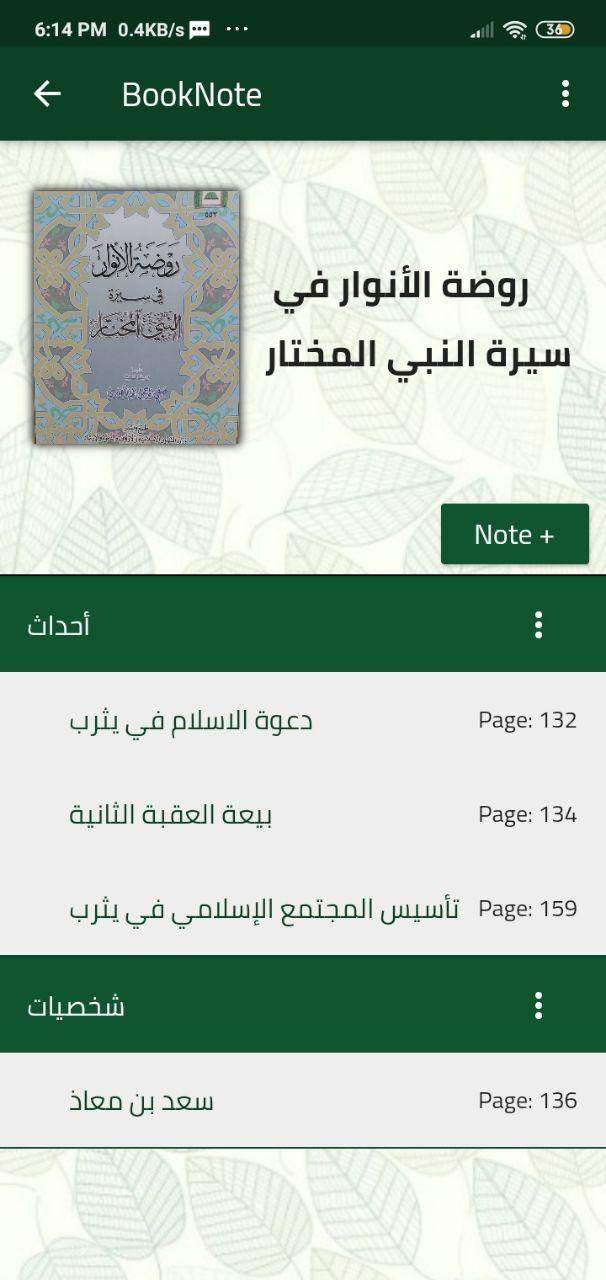 6:14 PM 0.4KB/s ...
36
BookNote
٥٥٢
روضة الأنوار
في سيرة
النبي المختار
روضة الأنوار في
سيرة النبي المختار
Note +
أحداث
دعوة الاسلام في يثرب Page: 132
بيعة العقبة الثانية Page: 134
تأسيس المجتمع الإسلامي في يثرب Page: 159
شخصيات
سعد بن معاذ Page: 136